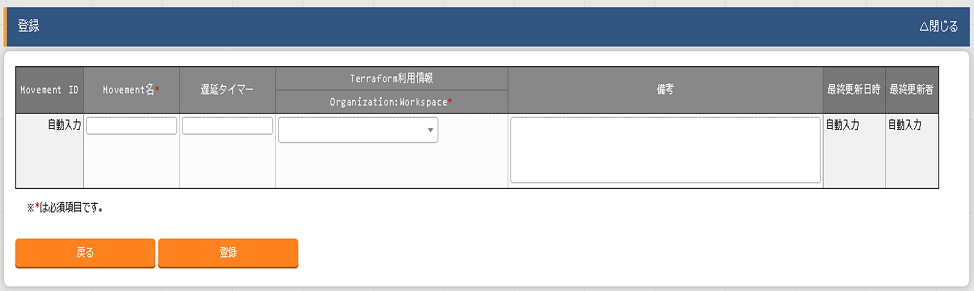 登録
△閉じる
Movement ID
Movement名*
遅延タイマー
Terraform利用情報
Organization:Workspace*
備考
最終更新日時
最終更新者
自動入力
自動入力
自動入力
※*は必須項目です。
戻る
登録